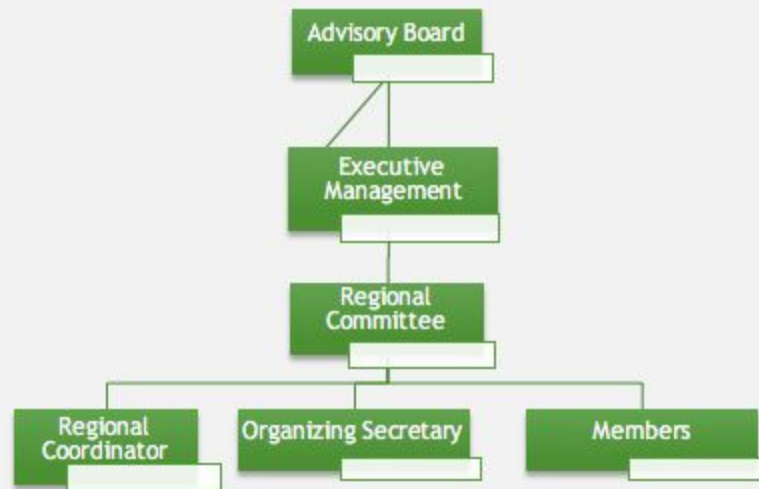 Advisory Board
Executive
Management
Regional
Committee
Regional
Coordinator
Organizing Secretary
Members